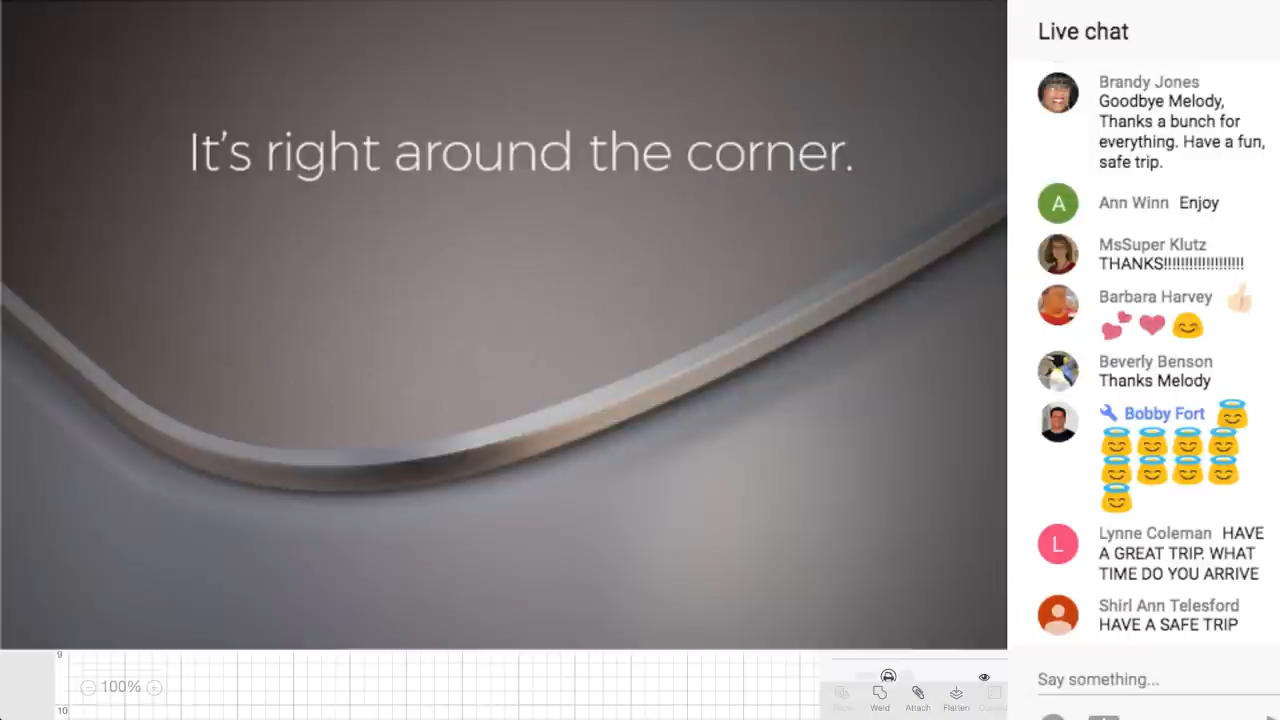 It's right around the corner.
Live chat
Brandy Jones
Goodbye Melody,
Thanks a bunch for
everything. Have a fun,
safe trip.
A
Ann Winn Enjoy
MsSuper Klutz
THANKS!!!!!!!!!!!!!!!!!!!
Barbara Harvey
Beverly Benson
Thanks Melody
Bobby Fort
L
Lynne Coleman HAVE
A GREAT TRIP. WHAT
TIME DO YOU ARRIVE
Shirl Ann Telesford
HAVE A SAFE TRIP
Say something...
9
100%
10
Weld
Attach
Flatten